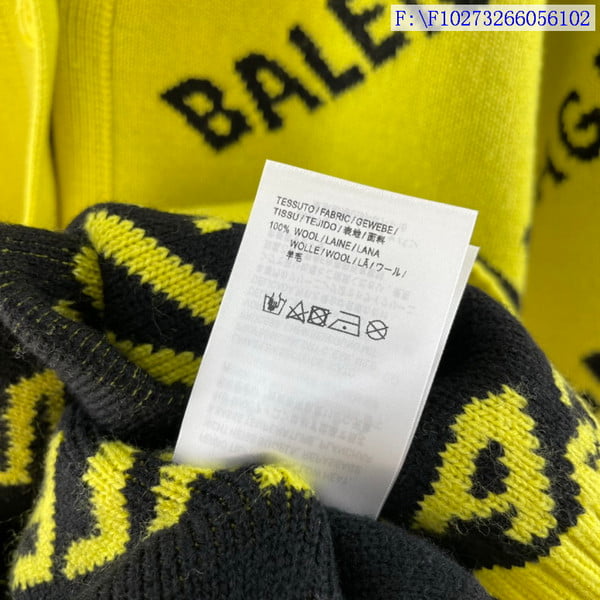 F:\F10273266056102
BALEN
TESSUTO/FABRIC/GEWEBE/
TISSU/TEJIDO/表地/面料
100% WOOL/LAINE/LANA
WOLLE/WOOL/LÃ/ウール/
羊毛
A